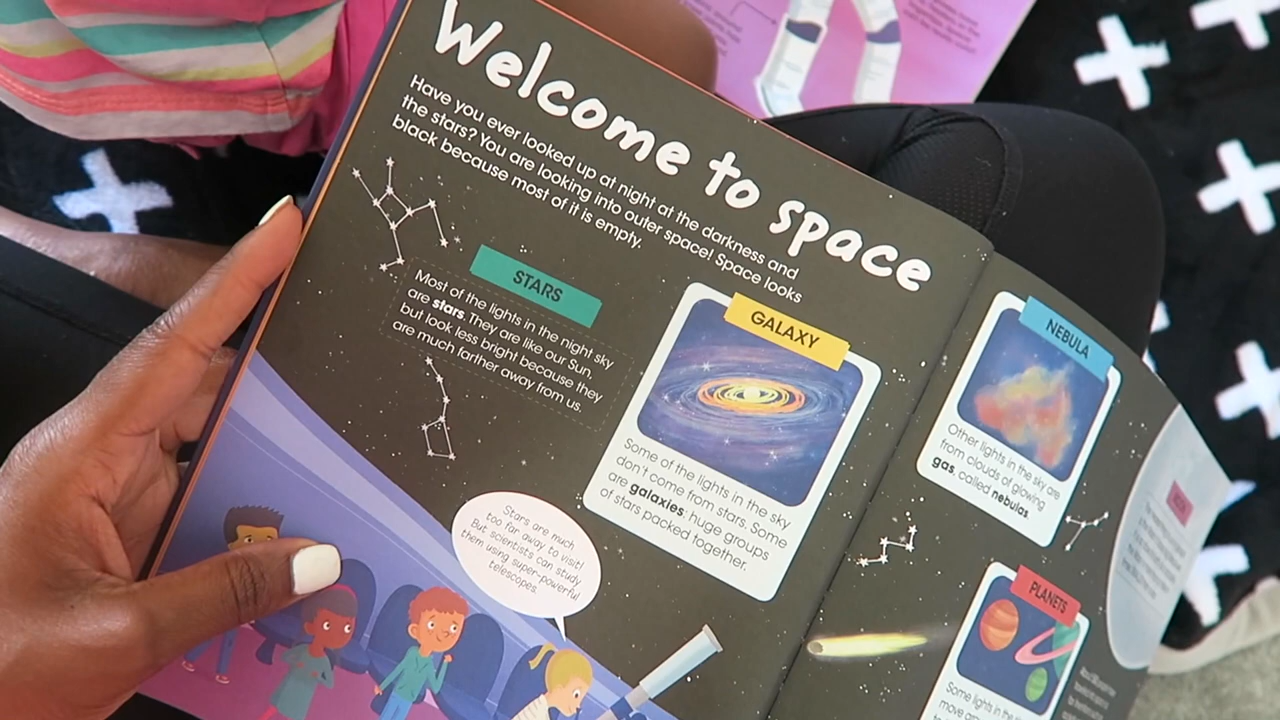 Welcome to space
Have you ever looked up at night at the darkness and
the stars? You are looking into outer space! Space looks
black because most of it is empty.
STARS
Most of the lights in the night sky
are stars. They are like our Sun,
but look less bright because they
are much farther away from us.
GALAXY
Some of the lights in the sky
don't come from stars. Some
are galaxies: huge groups
of stars packed together.
Stars are much
too far away to visit!
But scientists can study
them using super-powerful
telescopes.
NEBULA
Other lights in the sky are
from clouds of glowing
gas, called nebulas.
PLANETS
Some lights in the
move